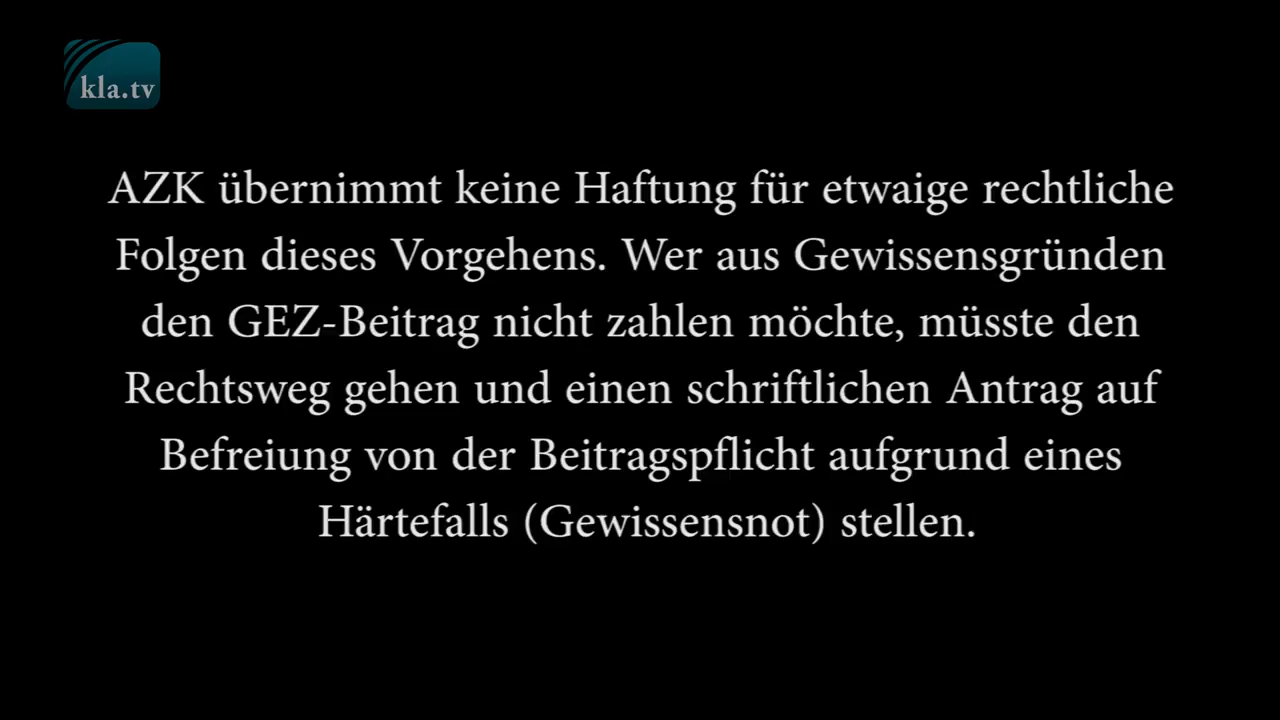 kla.tv
AZK übernimmt keine Haftung für etwaige rechtliche
Folgen dieses Vorgehens. Wer aus Gewissensgründen
den GEZ-Beitrag nicht zahlen möchte, müsste den
Rechtsweg gehen und einen schriftlichen Antrag auf
Befreiung von der Beitragspflicht aufgrund eines
Härtefalls (Gewissensnot) stellen.